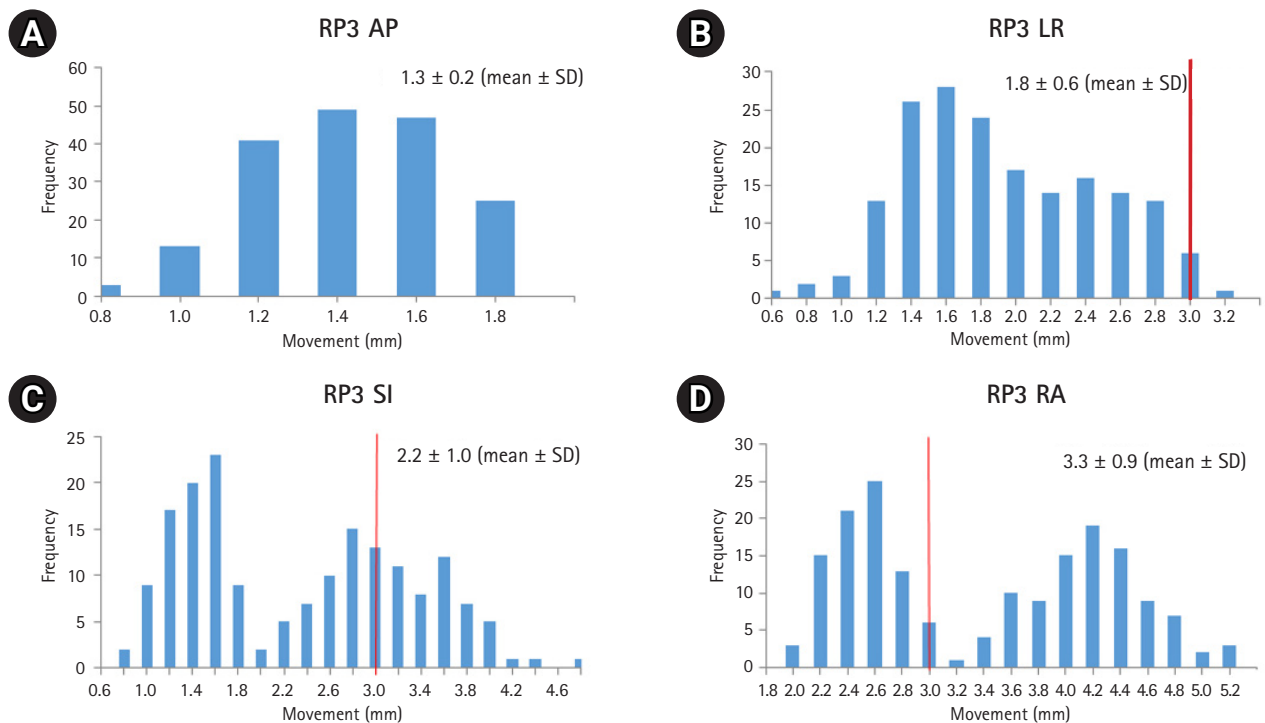 A
RP3 AP
1.3 ± 0.2 (mean ± SD)
Frequency
60
50
40
30
20
10
0
0.8 1.0 1.2 1.4 1.6 1.8
Movement (mm)
B
RP3 LR
1.8 ± 0.6 (mean ± SD)
Frequency
30
25
20
15
10
5
0
0.6 0.8 1.0 1.2 1.4 1.6 1.8 2.0 2.2 2.4 2.6 2.8 3.0 3.2
Movement (mm)
C
RP3 SI
2.2 ± 1.0 (mean ± SD)
Frequency
25
20
15
10
5
0
0.6 1.0 1.4 1.8 2.2 2.6 3.0 3.4 3.8 4.2 4.6
Movement (mm)
D
RP3 RA
3.3 ± 0.9 (mean ± SD)
Frequency
30
25
20
15
10
5
0
1.8 2.0 2.2 2.4 2.6 2.8 3.0 3.2 3.4 3.6 3.8 4.0 4.2 4.4 4.6 4.8 5.0 5.2
Movement (mm)